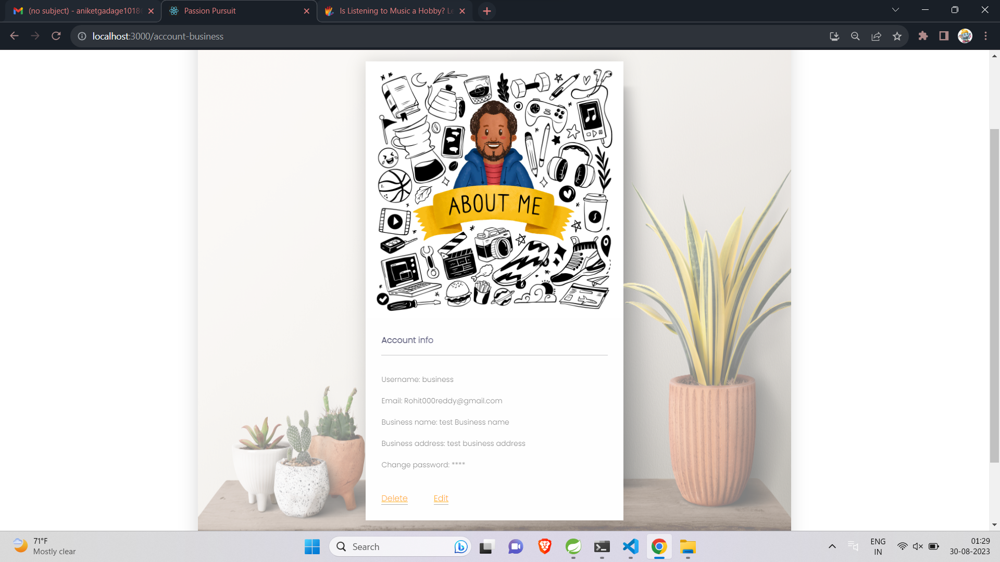 (no subject) - aniketgadage1018
Passion Pursuit
Is Listening to Music a Hobby? Le
localhost:3000/account-business
ABOUT ME
Account info
Username: business
Email: Rohit000reddy@gmail.com
Business name: test Business name
Business address: test business address
Change password: ****
Delete Edit
71°F
Mostly clear
Search
ENG
IN
01:29
30-08-2023